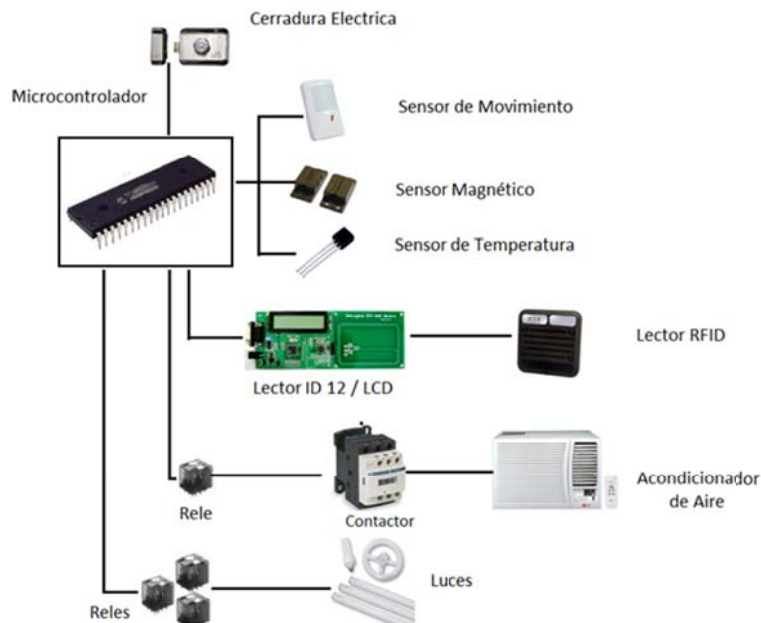 Cerradura Electrica
Microcontrolador
Sensor de Movimiento
Sensor Magnético
Sensor de Temperatura
Lector RFID
Lector ID 12 / LCD
Acondicionador
de Aire
Rele
Contactor
Luces
Reles